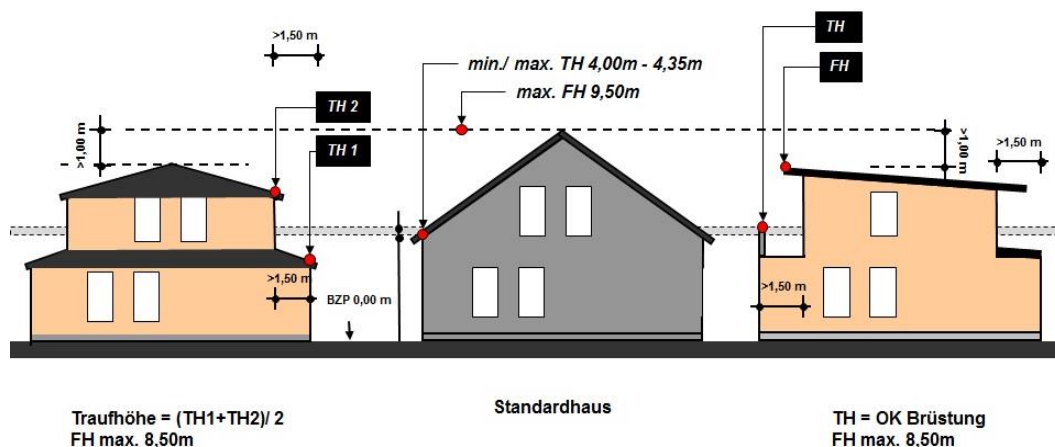 >1,50 m
TH
min./ max. TH 4,00m - 4,35m
FH
max. FH 9,50m
TH 2
>1,00 m
>1,00 m
>1,50 m
TH 1
>1,50 m
BZP 0,00 m
>1,50 m
Traufhöhe = (TH1+TH2)/ 2
FH max. 8,50m
Standardhaus
TH = OK Brüstung
FH max. 8,50m